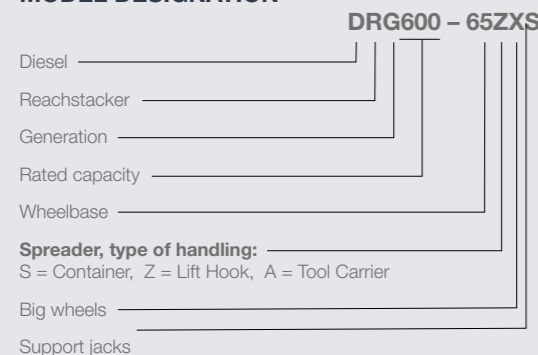 MODEL DESIGNATION
DRG600 – 65ZXS
Diesel
Reachstacker
Generation
Rated capacity
Wheelbase
Spreader, type of handling:
S = Container, Z = Lift Hook, A = Tool Carrier
Big wheels
Support jacks